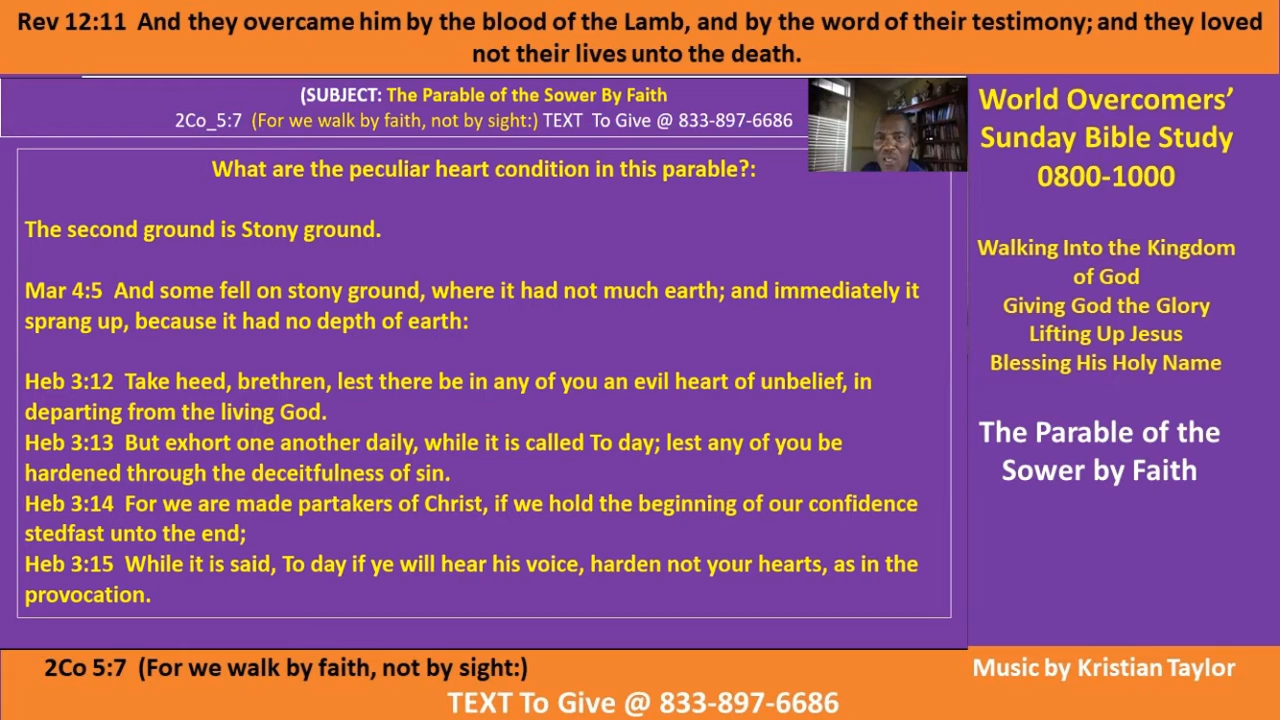 Rev 12:11  And they overcame him by the blood of the Lamb, and by the word of their testimony; and they loved
not their lives unto the death.
(SUBJECT: The Parable of the Sower By Faith
2Co_5:7  (For we walk by faith, not by sight:) TEXT  To Give @ 833-897-6686
What are the peculiar heart condition in this parable?:
The second ground is Stony ground.
Mar 4:5  And some fell on stony ground, where it had not much earth; and immediately it
sprang up, because it had no depth of earth:
Heb 3:12  Take heed, brethren, lest there be in any of you an evil heart of unbelief, in
departing from the living God.
Heb 3:13  But exhort one another daily, while it is called To day; lest any of you be
hardened through the deceitfulness of sin.
Heb 3:14  For we are made partakers of Christ, if we hold the beginning of our confidence
stedfast unto the end;
Heb 3:15  While it is said, To day if ye will hear his voice, harden not your hearts, as in the
provocation.
World Overcomers’
Sunday Bible Study
0800-1000
Walking Into the Kingdom
of God
Giving God the Glory
Lifting Up Jesus
Blessing His Holy Name
The Parable of the
Sower by Faith
2Co 5:7  (For we walk by faith, not by sight:)
Music by Kristian Taylor
TEXT To Give @ 833-897-6686